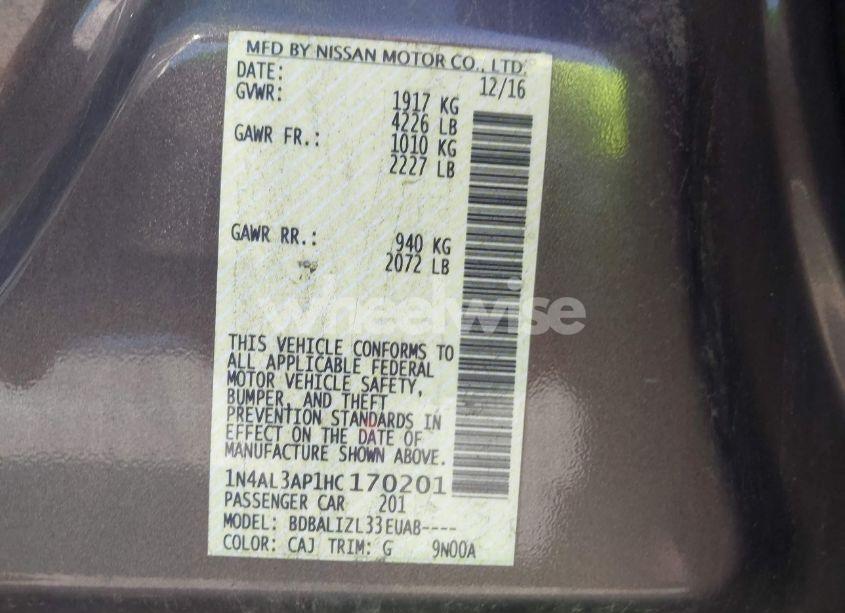 MFD BY NISSAN MOTOR CO., LTD.
DATE: 12/16
GVWR: 1917 KG
4226 LB
GAWR FR.: 1010 KG
2227 LB
GAWR RR.: 940 KG
2072 LB
wheelwise
THIS VEHICLE CONFORMS TO
ALL APPLICABLE FEDERAL
MOTOR VEHICLE SAFETY,
BUMPER, AND THEFT
PREVENTION STANDARDS IN
EFFECT ON THE DATE OF
MANUFACTURE SHOWN ABOVE.
1N4AL3AP1HC170201
PASSENGER CAR 201
MODEL: BDBALIZL33EUAB----
COLOR: CAJ TRIM: G 9N00A